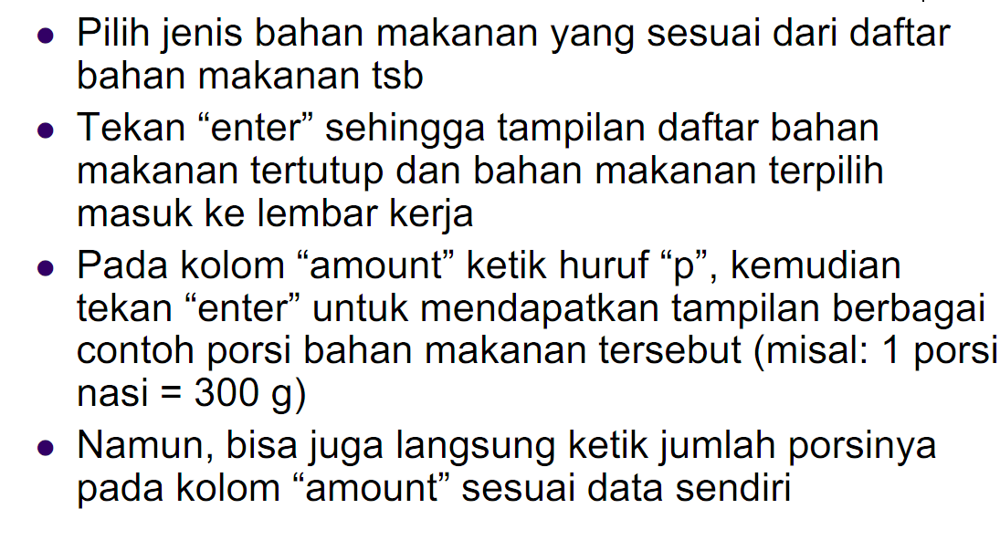 ● Pilih jenis bahan makanan yang sesuai dari daftar
bahan makanan tsb
● Tekan “enter” sehingga tampilan daftar bahan
makanan tertutup dan bahan makanan terpilih
masuk ke lembar kerja
● Pada kolom “amount” ketik huruf “p”, kemudian
tekan “enter” untuk mendapatkan tampilan berbagai
contoh porsi bahan makanan tersebut (misal: 1 porsi
nasi = 300 g)
● Namun, bisa juga langsung ketik jumlah porsinya
pada kolom “amount” sesuai data sendiri